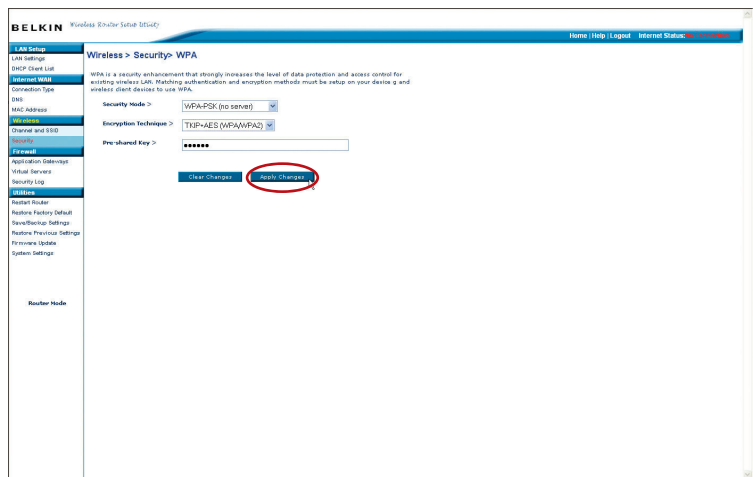 BELKIN Wireless Router Setup Utility
Home | Help | Logout Internet Status:
LAN Setup
LAN Settings
DHCP Client List
Internet WAN
Connection Type
DNS
MAC Address
Wireless
Channel and SSID
Security
Firewall
Application Gateways
Virtual Servers
Security Log
Utilities
Restart Router
Restore Factory Default
Save/Backup Settings
Restore Previous Settings
Firmware Update
System Settings
Router Mode
Wireless > Security> WPA
WPA is a security enhancement that strongly increases the level of data protection and access control for
existing wireless LAN. Matching authentication and encryption methods must be setup on your device g and
wireless client devices to use WPA.
Security Mode > WPA-PSK (no server)
Encryption Technique > TKIP+AES (WPA/WPA2)
Pre-shared Key > ••••••
Clear Changes Apply Changes